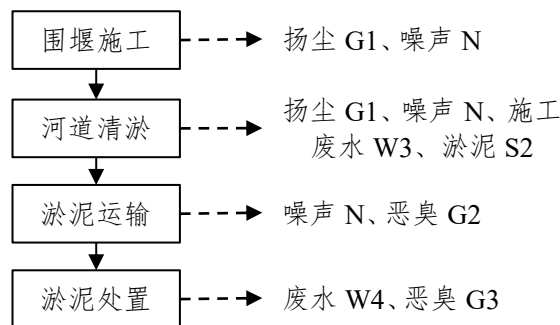 围堰施工
扬尘 G1、噪声 N
河道清淤
扬尘 G1、噪声 N、施工
废水 W3、淤泥 S2
淤泥运输
噪声 N、恶臭 G2
淤泥处置
废水 W4、恶臭 G3